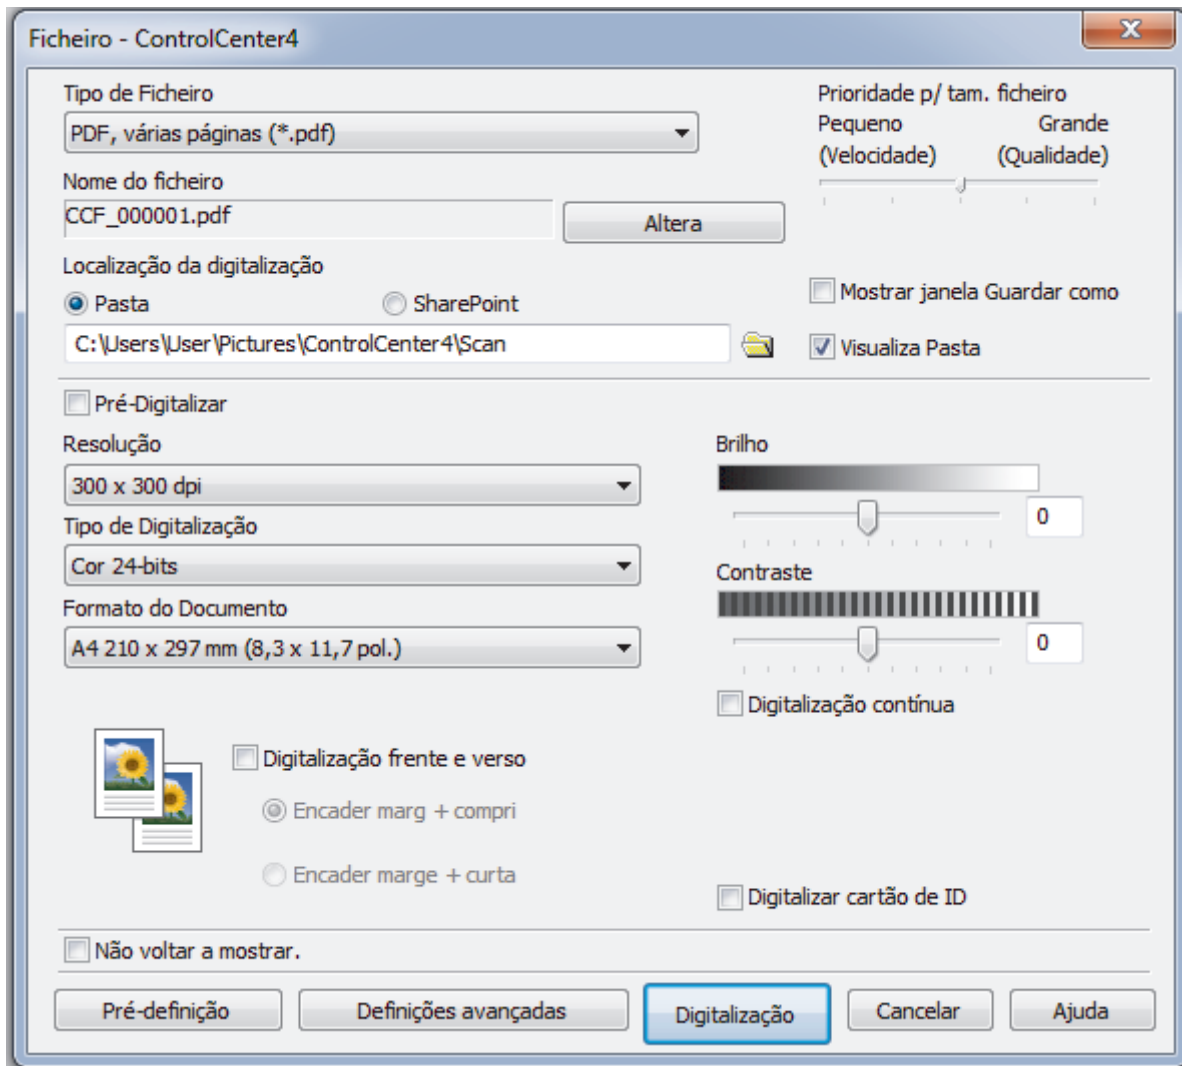 Ficheiro - ControlCenter4
Tipo de Ficheiro
PDF, várias páginas (*.pdf)
Prioridade p/ tam. ficheiro
Pequeno Grande
(Velocidade) (Qualidade)
Nome do ficheiro
CCF_000001.pdf
Altera
Localização da digitalização
Pasta
SharePoint
Mostrar janela Guardar como
C:\Users\User\Pictures\ControlCenter4\Scan
Visualiza Pasta
Pré-Digitalizar
Resolução
300 x 300 dpi
Tipo de Digitalização
Cor 24-bits
Formato do Documento
A4 210 x 297 mm (8,3 x 11,7 pol.)
Brilho
0
Contraste
0
Digitalização contínua
Digitalização frente e verso
Encader marg + compri
Encader marge + curta
Digitalizar cartão de ID
Não voltar a mostrar.
Pré-definição
Definições avançadas
Digitalização
Cancelar
Ajuda